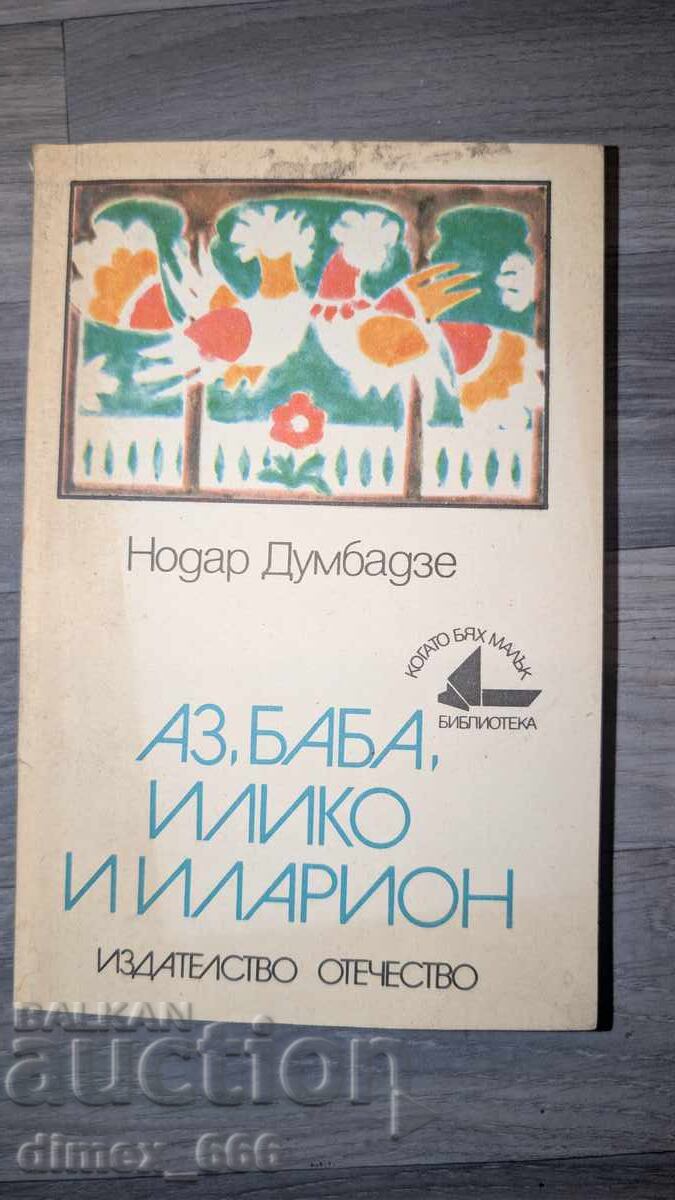 Нодар Думбадзе
КОГАТО БЯХ МАЛЪК
БИБЛИОТЕКА
АЗ, БАБА,
ИЛИКО
И ИЛАРИОН
ИЗДАТЕЛСТВО ОТЕЧЕСТВО
BALKAN
auction
dimex_666